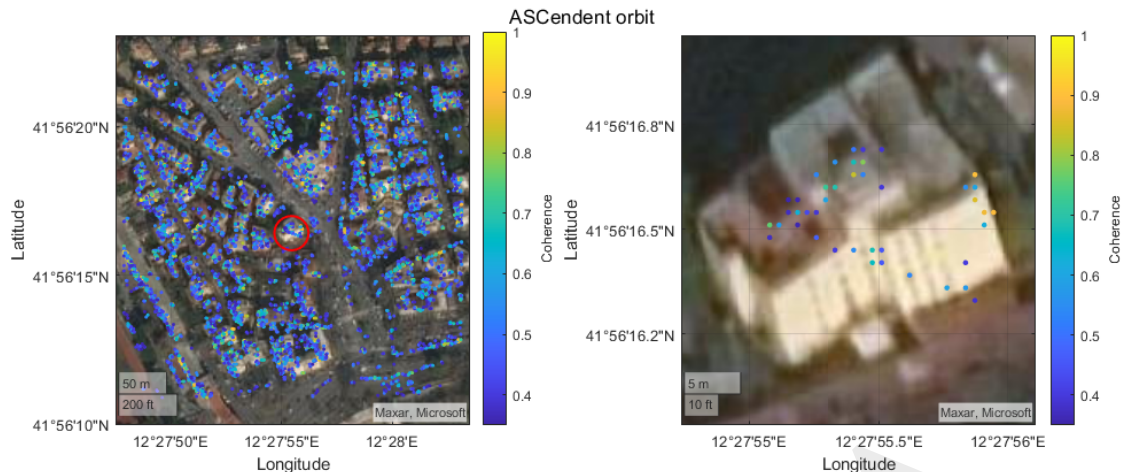 ASCendent orbit
Latitude
41°56'20"N
41°56'15"N
41°56'10"N
12°27'50"E
12°27'55"E
12°28'E
Longitude
50 m
200 ft
Maxar, Microsoft
1
0.9
0.8
0.7
0.6
0.5
0.4
Coherence
Latitude
41°56'16.8"N
41°56'16.5"N
41°56'16.2"N
12°27'55"E
12°27'55.5"E
12°27'56"E
Longitude
5 m
10 ft
Maxar, Microsoft
1
0.9
0.8
0.7
0.6
0.5
0.4
Coherence